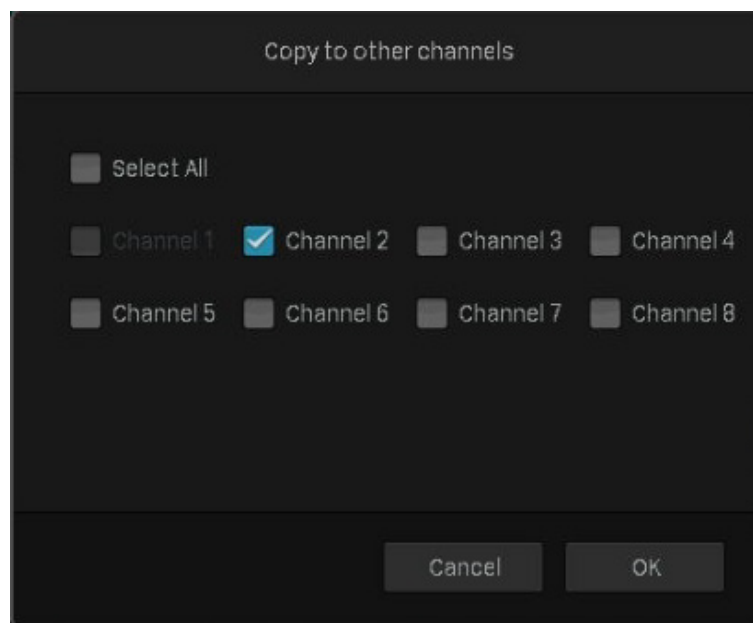 Copy to other channels
Select All
Channel 1 Channel 2 Channel 3 Channel 4
Channel 5 Channel 6 Channel 7 Channel 8
Cancel OK